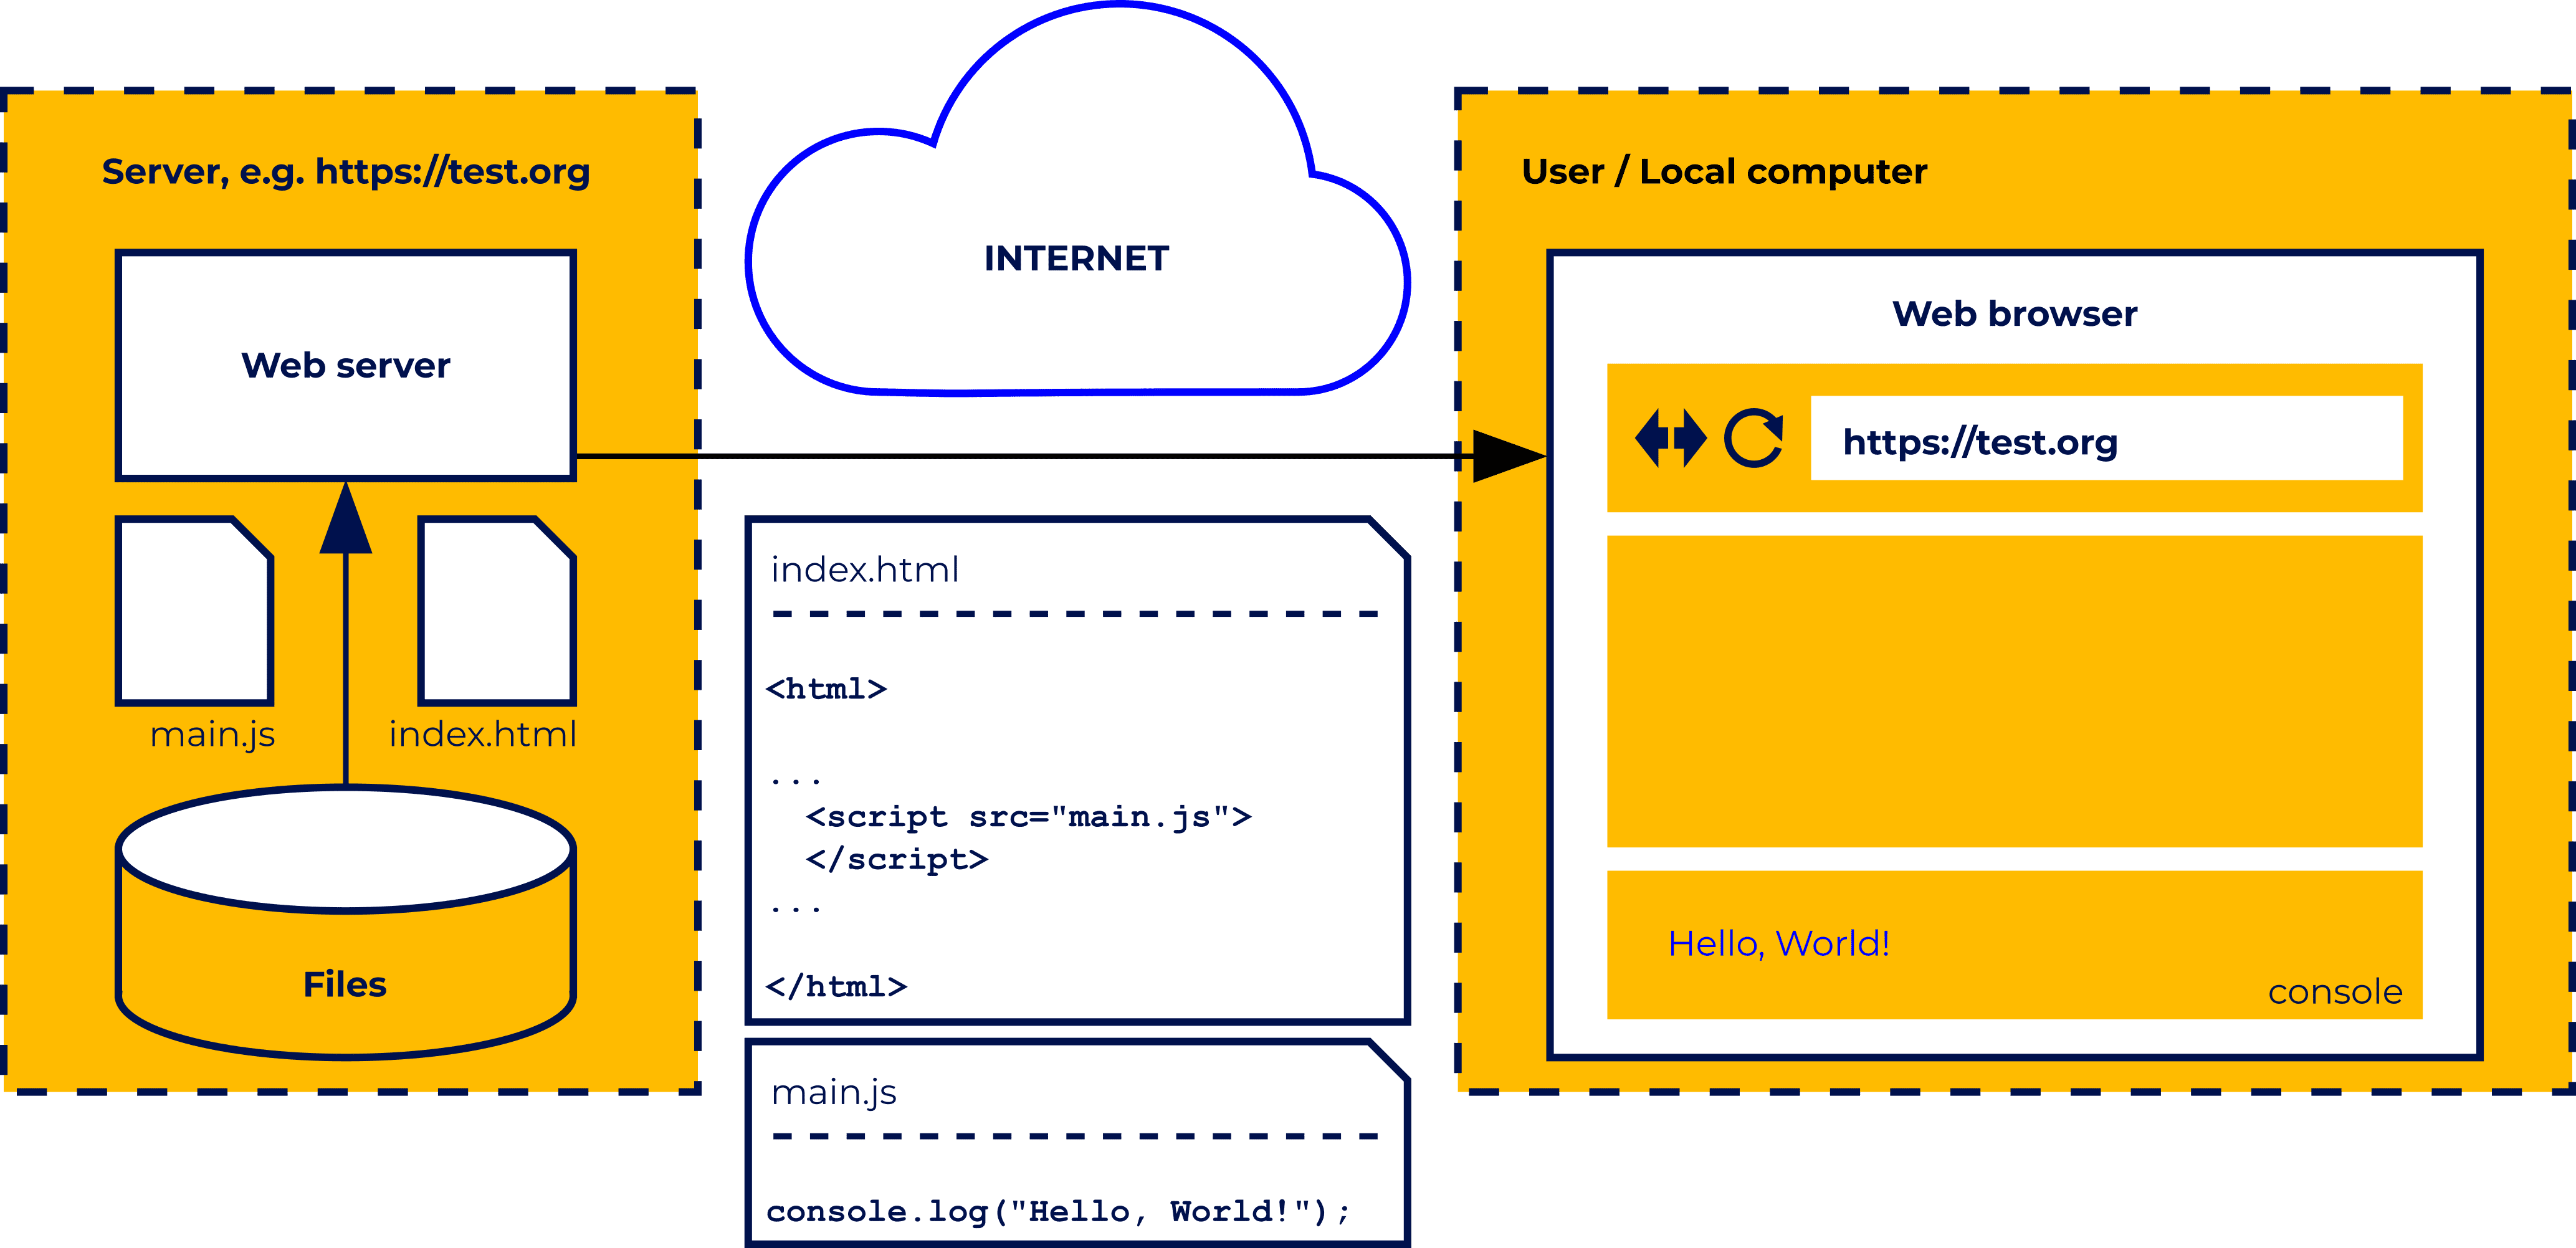 Server, e.g. https://test.org
Web server
main.js
index.html
Files
INTERNET
index.html
<html>
...
<script src="main.js">
</script>
...
</html>
main.js
console.log("Hello, World!");
User / Local computer
Web browser
https://test.org
Hello, World!
console